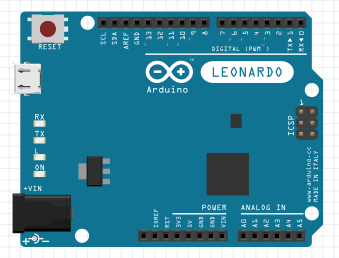 RESET
SCL
SDA
AREF
GND
13
12
~11
~10
~9
8
7
~6
~5
4
~3
2
TX▸1
RX◂0
DIGITAL (PWM~)
LEONARDO
Arduino
1
ICSP
RX
TX
L
ON
+VIN
www.arduino.cc
MADE IN ITALY
POWER
ANALOG IN
IOREF
RST
3V3
5V
GND
GND
VIN
A0
A1
A2
A3
A4
A5